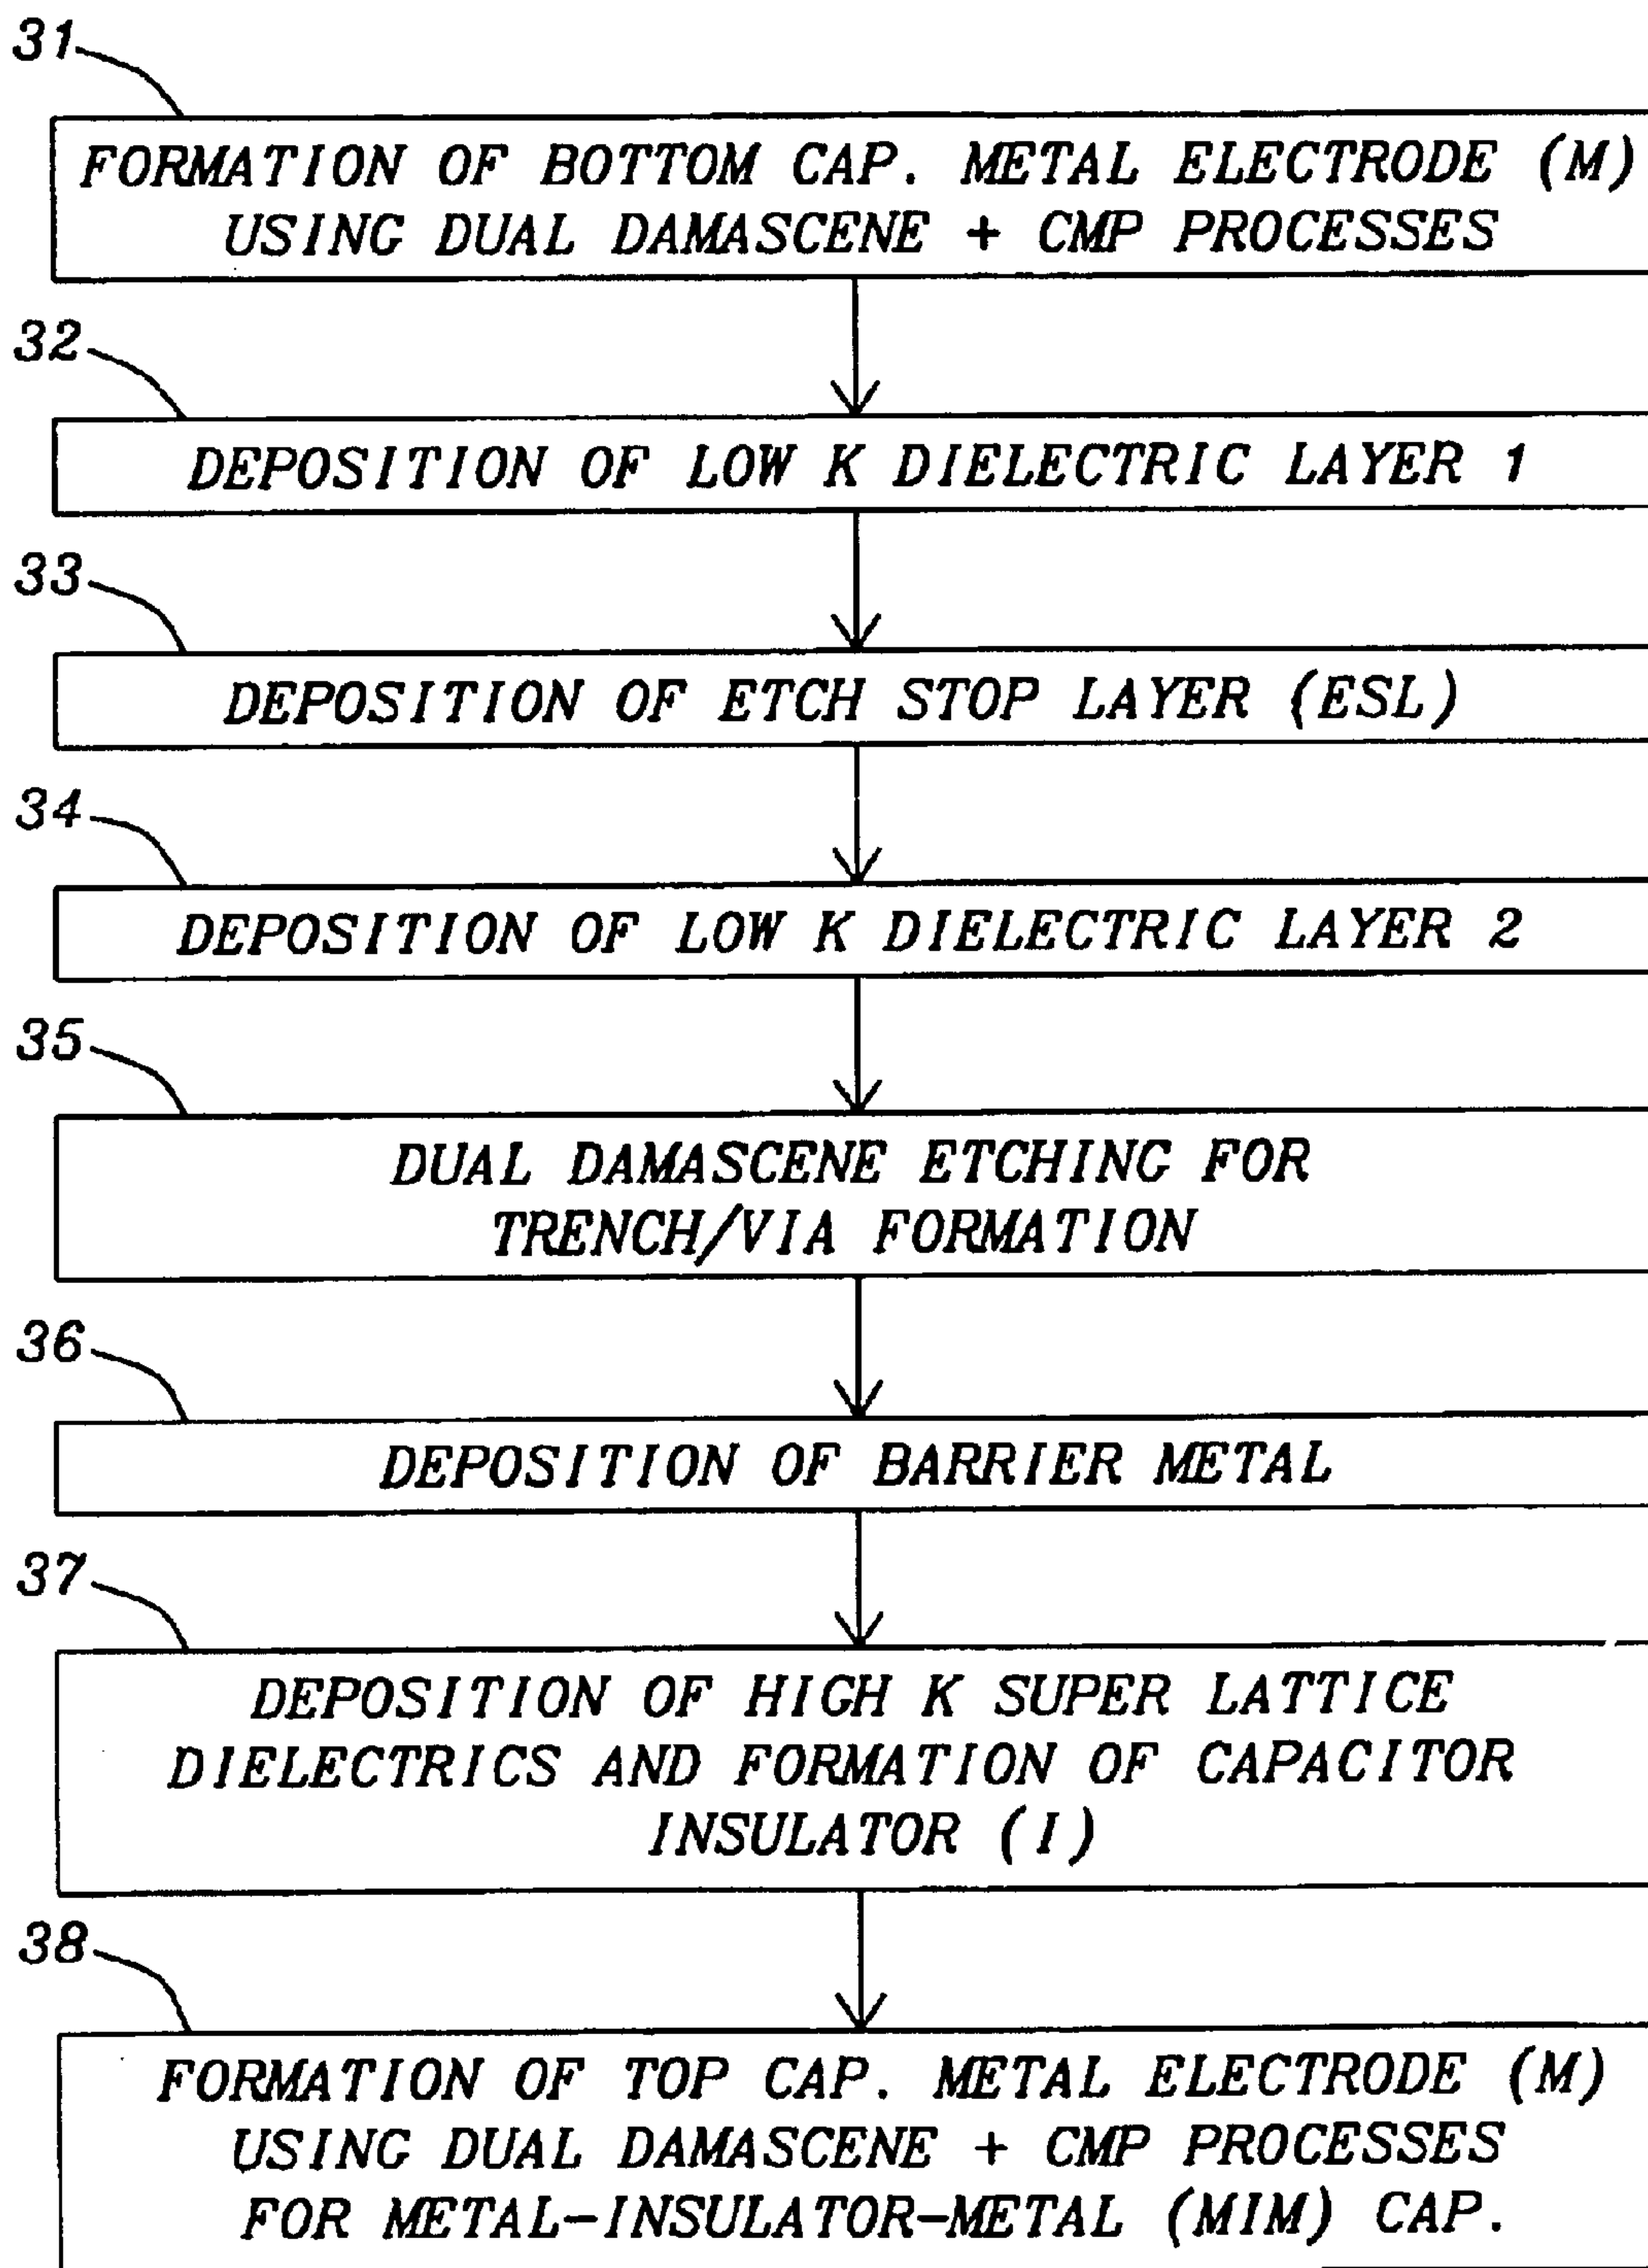 31
FORMATION OF BOTTOM CAP. METAL ELECTRODE (M)
USING DUAL DAMASCENE + CMP PROCESSES
32
DEPOSITION OF LOW K DIELECTRIC LAYER 1
33
DEPOSITION OF ETCH STOP LAYER (ESL)
34
DEPOSITION OF LOW K DIELECTRIC LAYER 2
35
DUAL DAMASCENE ETCHING FOR
TRENCH/VIA FORMATION
36
DEPOSITION OF BARRIER METAL
37
DEPOSITION OF HIGH K SUPER LATTICE
DIELECTRICS AND FORMATION OF CAPACITOR
INSULATOR (I)
38
FORMATION OF TOP CAP. METAL ELECTRODE (M)
USING DUAL DAMASCENE + CMP PROCESSES
FOR METAL-INSULATOR-METAL (MIM) CAP.